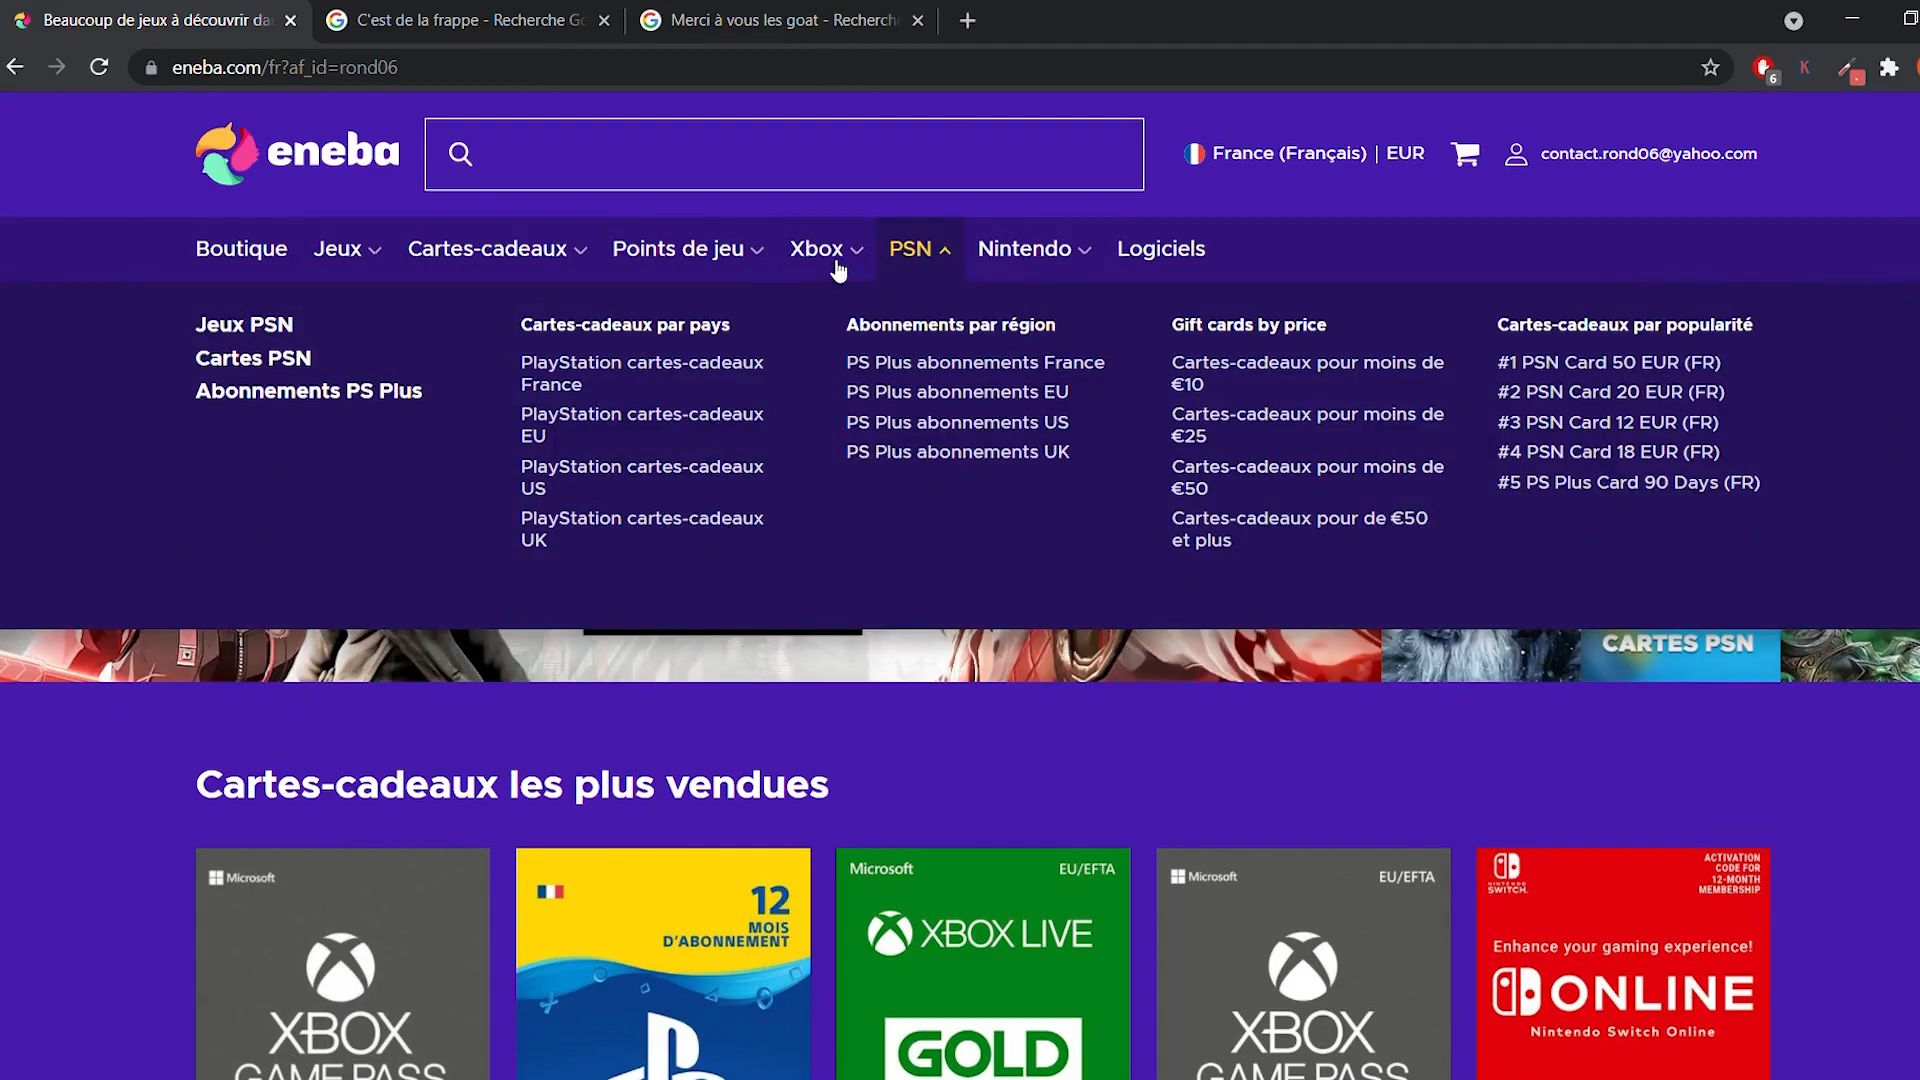 Beaucoup de jeux à découvrir da
C'est de la frappe - Recherche Go
Merci à vous les goat - Recherch
eneba.com/fr?af_id=rond06
6
K
eneba
France (Français) | EUR
contact.rond06@yahoo.com
Boutique
Jeux
Cartes-cadeaux
Points de jeu
Xbox
PSN
Nintendo
Logiciels
Jeux PSN
Cartes PSN
Abonnements PS Plus
Cartes-cadeaux par pays
PlayStation cartes-cadeaux
France
PlayStation cartes-cadeaux
EU
PlayStation cartes-cadeaux
US
PlayStation cartes-cadeaux
UK
Abonnements par région
PS Plus abonnements France
PS Plus abonnements EU
PS Plus abonnements US
PS Plus abonnements UK
Gift cards by price
Cartes-cadeaux pour moins de
€10
Cartes-cadeaux pour moins de
€25
Cartes-cadeaux pour moins de
€50
Cartes-cadeaux pour de €50
et plus
Cartes-cadeaux par popularité
#1 PSN Card 50 EUR (FR)
#2 PSN Card 20 EUR (FR)
#3 PSN Card 12 EUR (FR)
#4 PSN Card 18 EUR (FR)
#5 PS Plus Card 90 Days (FR)
CARTES PSN
Cartes-cadeaux les plus vendues
Microsoft
XBOX
GAME PASS
12
MOIS
D'ABONNEMENT
Microsoft
EU/EFTA
XBOX LIVE
GOLD
Microsoft
EU/EFTA
XBOX
GAME PASS
NINTENDO
SWITCH.
ACTIVATION
CODE FOR
12-MONTH
MEMBERSHIP
Enhance your gaming experience!
ONLINE
Nintendo Switch Online